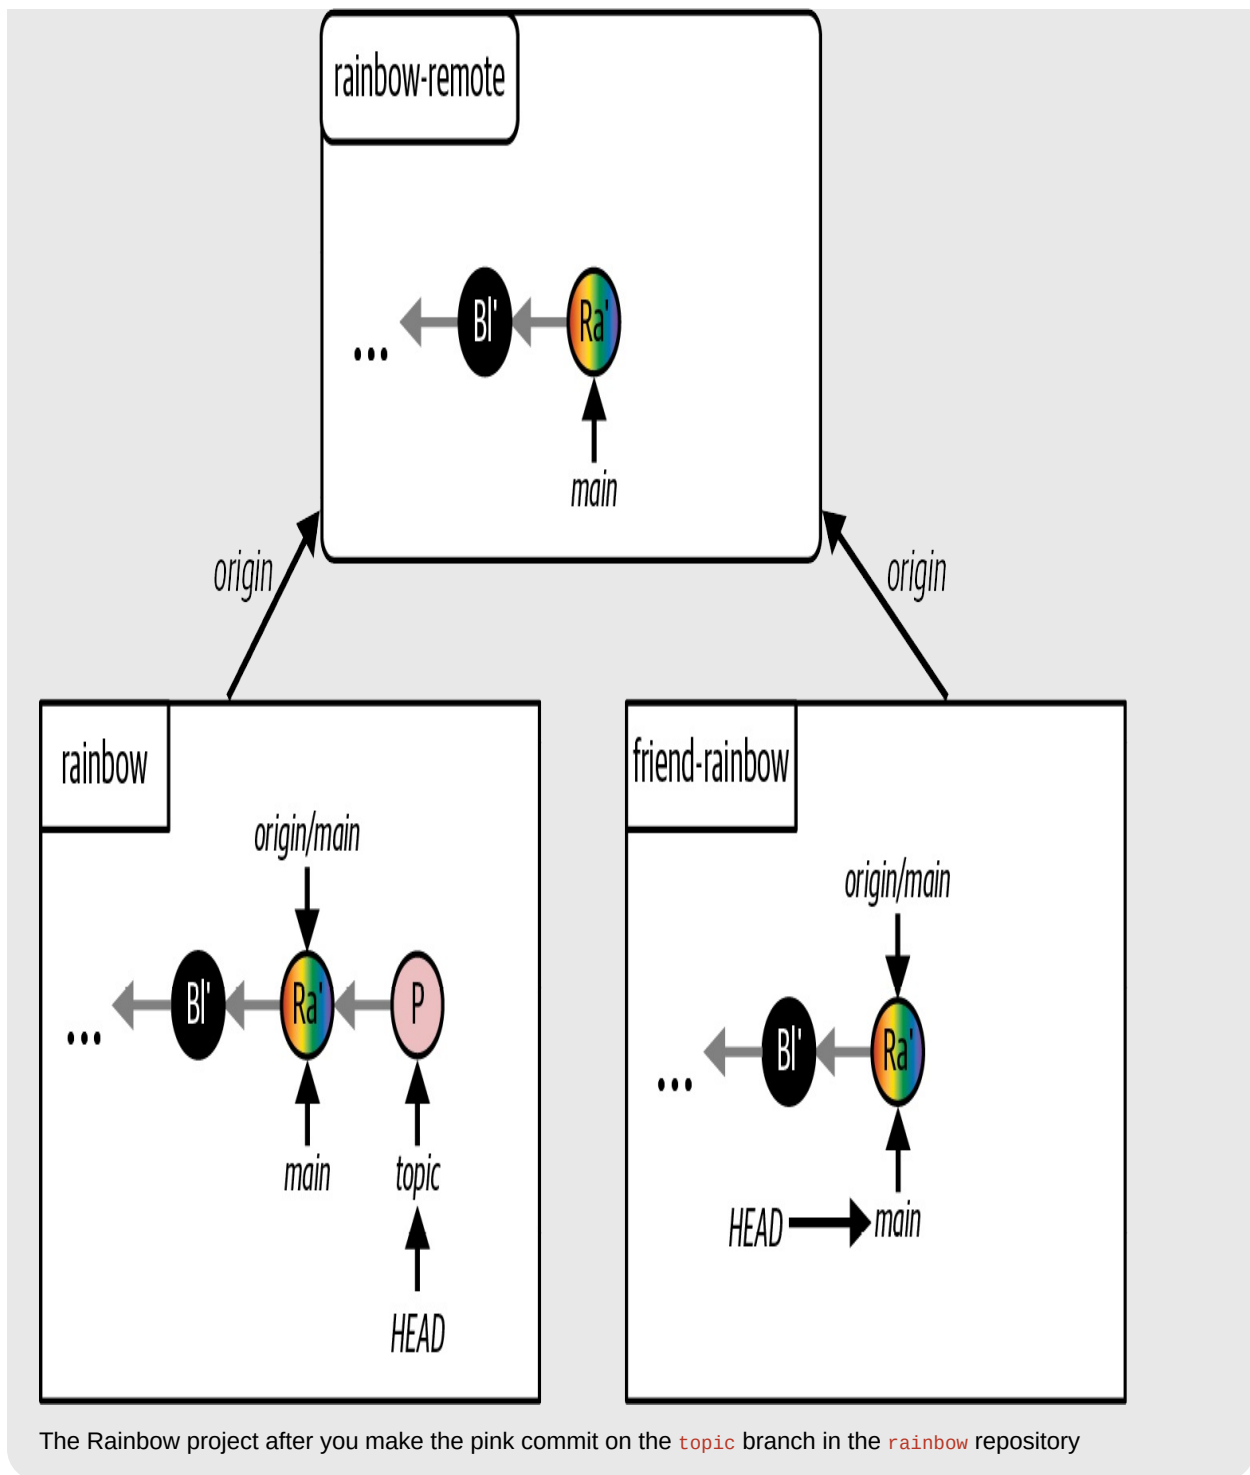 rainbow-remote
... Bl' Ra'
main
origin origin
rainbow
origin/main
... Bl' Ra' P
main topic
HEAD
friend-rainbow
origin/main
... Bl' Ra'
HEAD main
The Rainbow project after you make the pink commit on the topic branch in the rainbow repository